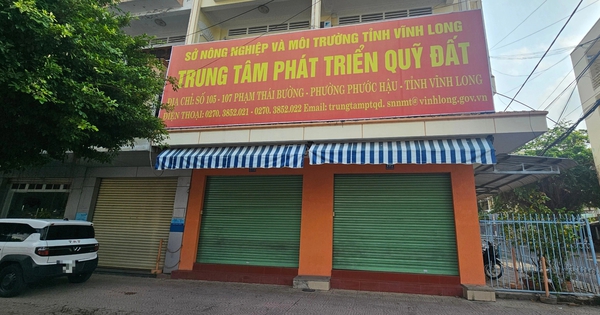 SỞ NÔNG NGHIỆP VÀ MÔI TRƯỜNG TỈNH VĨNH LONG
TRUNG TÂM PHÁT TRIỂN QUỸ ĐẤT
ĐỊA CHỈ: SỐ 105 - 107 PHẠM THÁI BƯỜNG - PHƯỜNG PHƯỚC HẬU - TỈNH VĨNH LONG
ĐIỆN THOẠI: 0270, 3852.021 - 0270. 3852.022 Email: trungtamptqd. snnmt@vinhlong.gov.vn